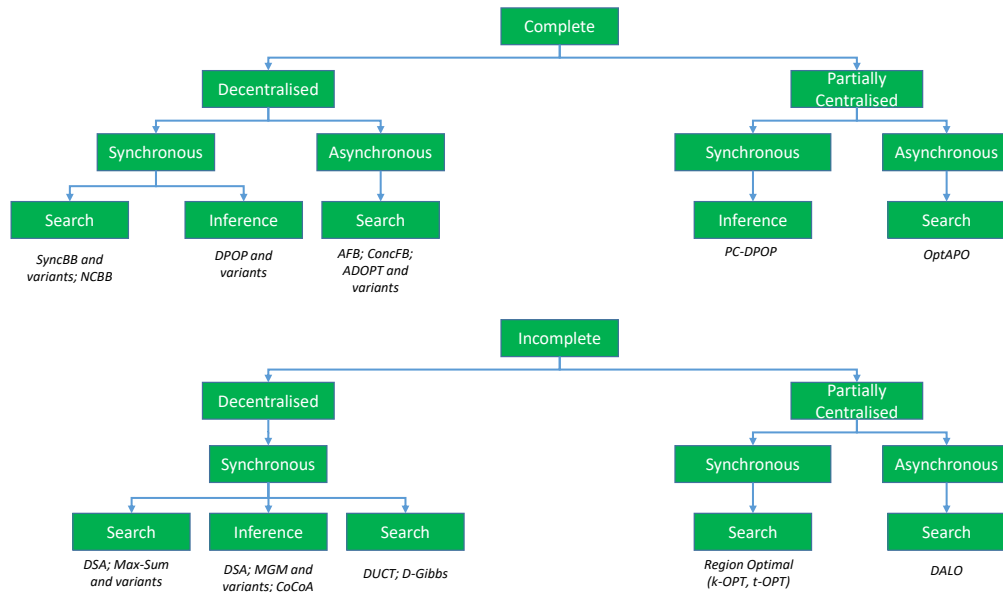 Complete
Decentralised
Partially
Centralised
Synchronous
Asynchronous
Synchronous
Asynchronous
Search
Inference
Search
Inference
Search
SyncBB and
variants; NCBB
DPOP and
variants
AFB; ConcFB;
ADOPT and
variants
PC-DPOP
OptAPO
Incomplete
Decentralised
Partially
Centralised
Synchronous
Synchronous
Asynchronous
Search
Inference
Search
Search
Search
DSA; Max-Sum
and variants
DSA; MGM and
variants; CoCoA
DUCT; D-Gibbs
Region Optimal
(k-OPT, t-OPT)
DALO